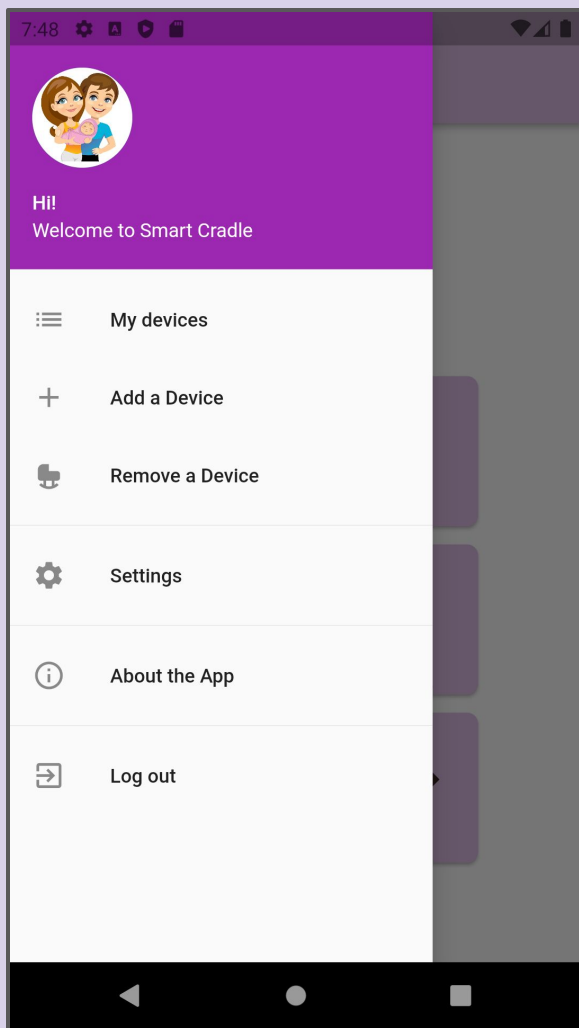 7:48
Hi!
Welcome to Smart Cradle
My devices
Add a Device
Remove a Device
Settings
About the App
Log out